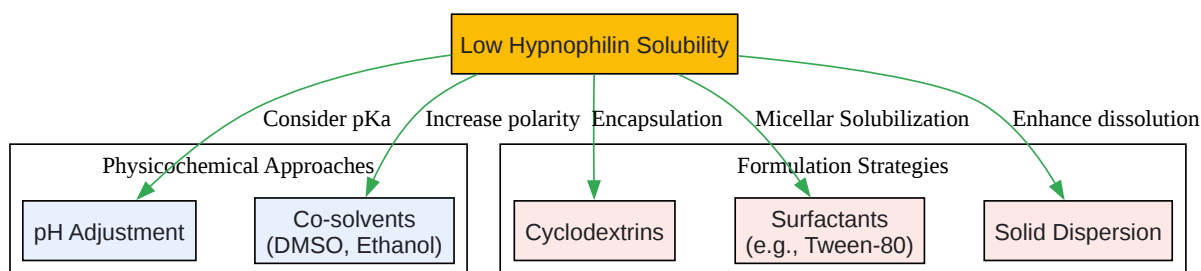 Low Hypnophilin Solubility
Consider pKa
Increase polarity
Encapsulation
Micellar Solubilization
Enhance dissolution
Physicochemical Approaches
Formulation Strategies
pH Adjustment
Co-solvents
(DMSO, Ethanol)
Cyclodextrins
Surfactants
(e.g., Tween-80)
Solid Dispersion